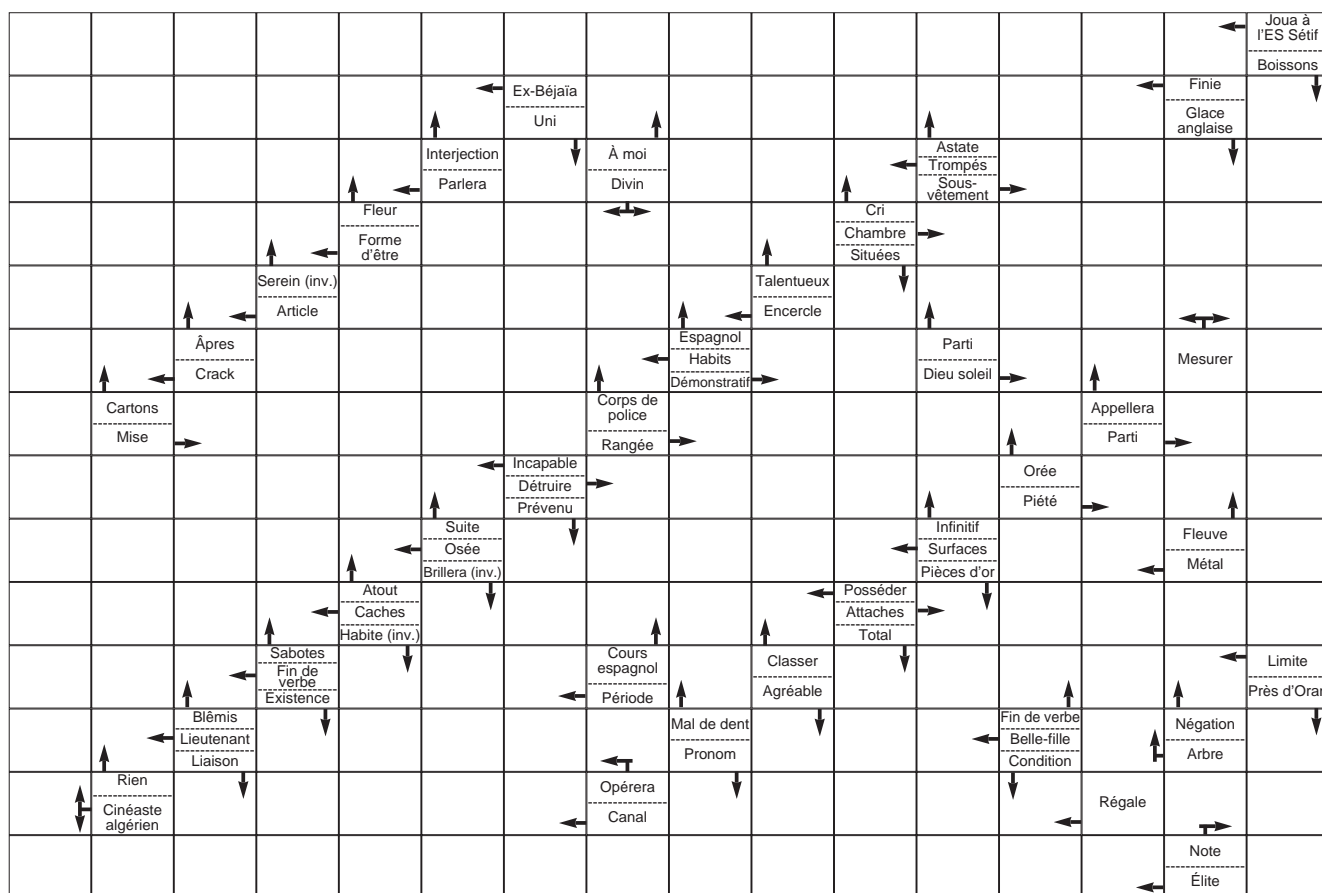 Joua à
l'ES Sétif
Boissons
Ex-Béjaïa
Uni
Finie
Glace
anglaise
Interjection
Parlera
À moi
Divin
Astate
Trompés
Sous-
vêtement
Fleur
Forme
d'être
Cri
Chambre
Situées
Serein (inv.)
Article
Talentueux
Encercle
Âpres
Crack
Espagnol
Habits
Démonstratif
Parti
Dieu soleil
Mesurer
Cartons
Mise
Corps de
police
Rangée
Appellera
Parti
Incapable
Détruire
Prévenu
Orée
Piété
Suite
Osée
Brillera (inv.)
Infinitif
Surfaces
Pièces d'or
Fleuve
Métal
Atout
Caches
Habite (inv.)
Posséder
Attaches
Total
Sabotes
Fin de
verbe
Existence
Cours
espagnol
Période
Classer
Agréable
Limite
Près d'Oran
Blêmis
Lieutenant
Liaison
Mal de dent
Pronom
Fin de verbe
Belle-fille
Condition
Négation
Arbre
Rien
Cinéaste
algérien
Opérera
Canal
Régale
Note
Élite